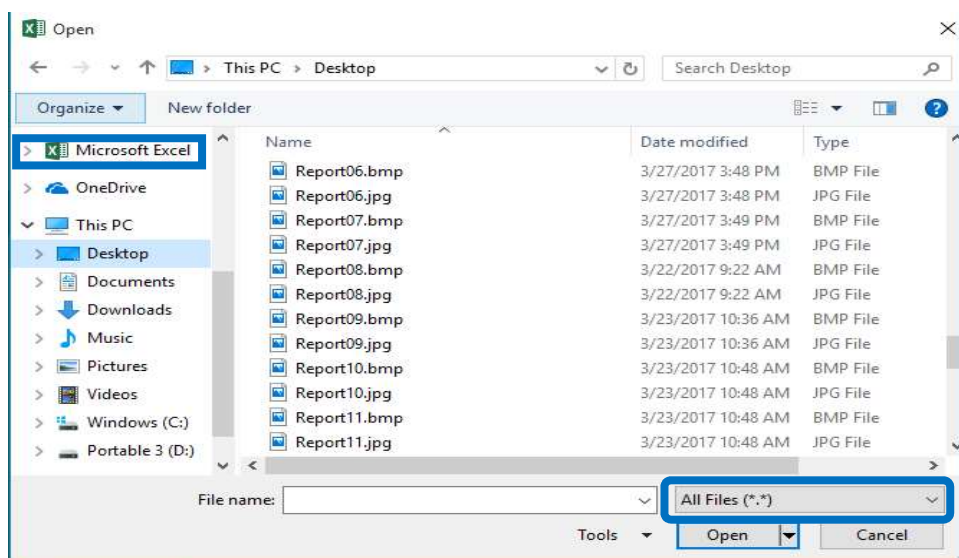 Open
This PC > Desktop
Search Desktop
Organize
New folder
Microsoft Excel
OneDrive
This PC
Desktop
Documents
Downloads
Music
Pictures
Videos
Windows (C:)
Portable 3 (D:)
Name Date modified Type
Report06.bmp 3/27/2017 3:48 PM BMP File
Report06.jpg 3/27/2017 3:48 PM JPG File
Report07.bmp 3/27/2017 3:49 PM BMP File
Report07.jpg 3/27/2017 3:49 PM JPG File
Report08.bmp 3/22/2017 9:22 AM BMP File
Report08.jpg 3/22/2017 9:22 AM JPG File
Report09.bmp 3/23/2017 10:36 AM BMP File
Report09.jpg 3/23/2017 10:36 AM JPG File
Report10.bmp 3/23/2017 10:48 AM BMP File
Report10.jpg 3/23/2017 10:48 AM JPG File
Report11.bmp 3/23/2017 10:48 AM BMP File
Report11.jpg 3/23/2017 10:48 AM JPG File
File name:
All Files (*.*)
Tools
Open
Cancel